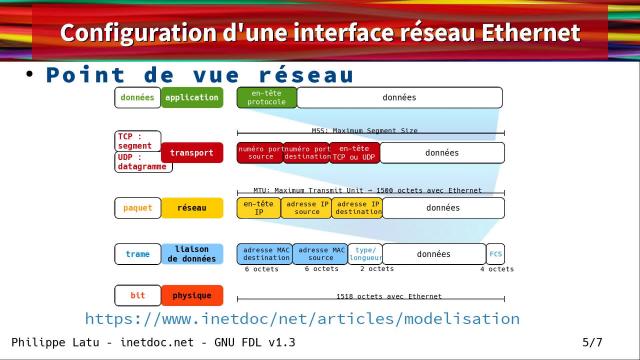 Configuration d'une interface réseau Ethernet
• Point de vue réseau
données application en-tête protocole données
MSS: Maximum Segment Size
TCP : segment
UDP : datagramme
transport numéro port source numéro port destination en-tête TCP ou UDP données
MTU: Maximum Transmit Unit → 1500 octets avec Ethernet
paquet réseau en-tête IP adresse IP source adresse IP destination données
trame liaison de données adresse MAC destination adresse MAC source type/longueur données FCS
6 octets 6 octets 2 octets 4 octets
bit physique 1518 octets avec Ethernet
https://www.inetdoc/net/articles/modelisation
Philippe Latu - inetdoc.net - GNU FDL v1.3 5/7